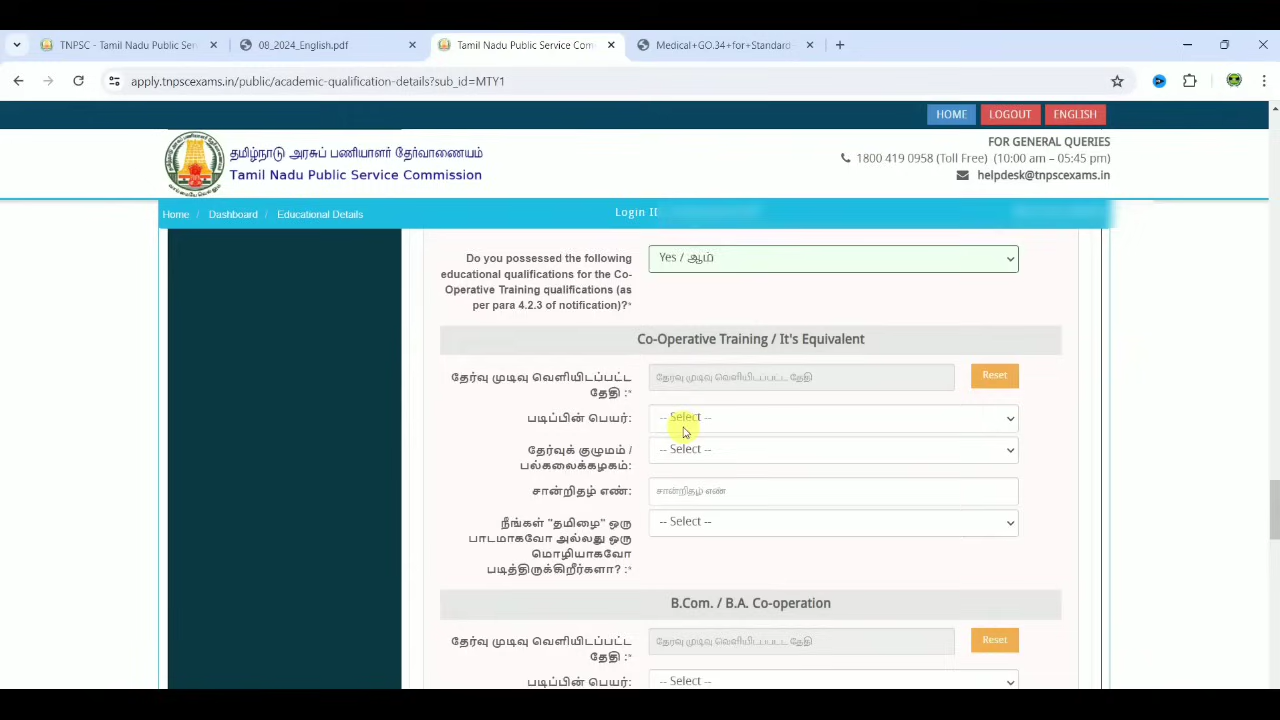 TNPSC - Tamil Nadu Public Ser
08_2024_English.pdf
Tamil Nadu Public Service Com
Medical+GO.34+for+Standard
apply.tnpscexams.in/public/academic-qualification-details?sub_id=MTY1
HOME
LOGOUT
ENGLISH
தமிழ்நாடு அரசுப் பணியாளர் தேர்வாணையம்
Tamil Nadu Public Service Commission
FOR GENERAL QUERIES
1800 419 0958 (Toll Free) (10:00 am – 05:45 pm)
helpdesk@tnpscexams.in
Home / Dashboard / Educational Details
Login II
Do you possessed the following
educational qualifications for the Co-
Operative Training qualifications (as
per para 4.2.3 of notification)?*
Yes / ஆம்
Co-Operative Training / It's Equivalent
தேர்வு முடிவு வெளியிடப்பட்ட
தேதி :*
தேர்வு முடிவு வெளியிடப்பட்ட தேதி
Reset
படிப்பின் பெயர்:
-- Select --
தேர்வுக் குழுமம் /
பல்கலைக்கழகம்:
-- Select --
சான்றிதழ் எண்:
சான்றிதழ் எண்
நீங்கள் "தமிழை" ஒரு
பாடமாகவோ அல்லது ஒரு
மொழியாகவோ
படித்திருக்கிறீர்களா? :*
-- Select --
B.Com. / B.A. Co-operation
தேர்வு முடிவு வெளியிடப்பட்ட
தேதி :*
தேர்வு முடிவு வெளியிடப்பட்ட தேதி
Reset
படிப்பின் பெயர்:
-- Select --